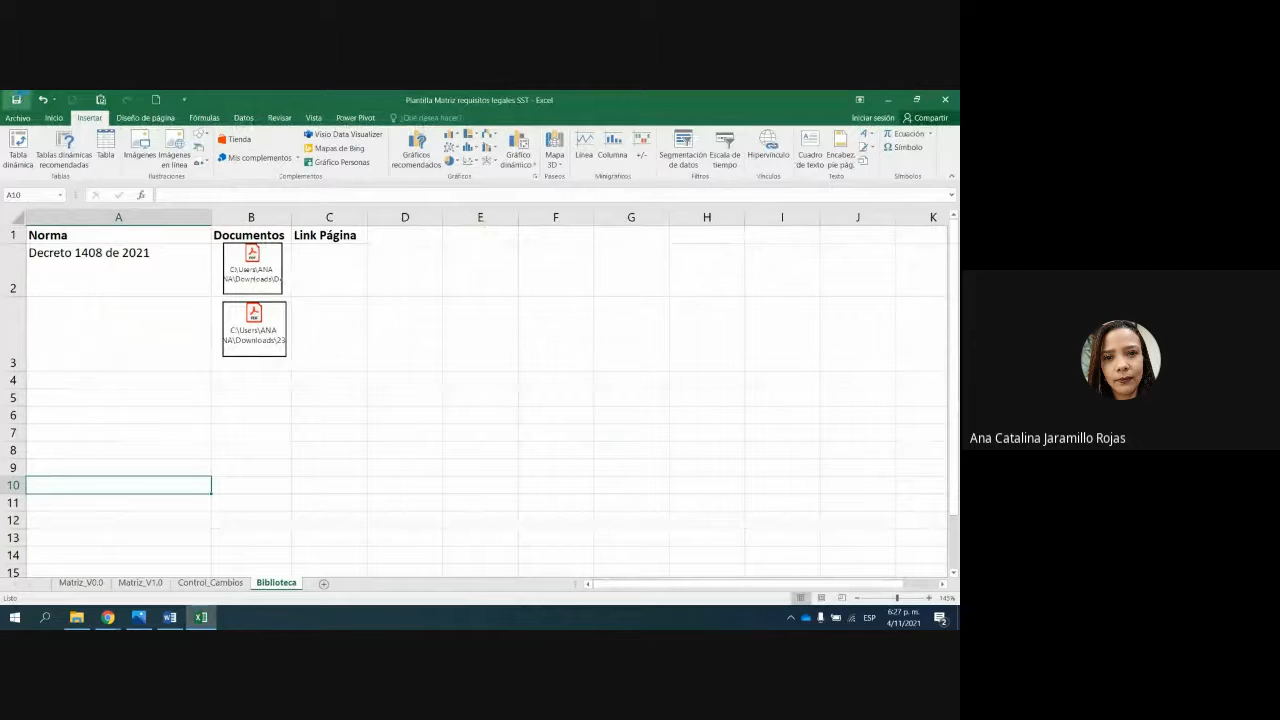 Plantilla Matriz requisitos legales SST - Excel
Archivo Inicio Insertar Diseño de página Fórmulas Datos Revisar Vista Power Pivot ¿Qué desea hacer? Iniciar sesión Compartir
Tabla dinámica
Tablas dinámicas recomendadas
Tabla
Tablas
Imágenes
Imágenes en línea
Ilustraciones
Tienda
Mis complementos
Visio Data Visualizer
Mapas de Bing
Gráfico Personas
Complementos
Gráficos recomendados
Gráfico dinámico
Gráficos
Mapa 3D
Paseos
Línea
Columna
+/-
Minigráficos
Segmentación de datos
Escala de tiempo
Filtros
Hipervínculo
Vínculos
Cuadro de texto
Encabez. pie pág.
Texto
Ecuación
Símbolo
Símbolos
A10
fx
A B C D E F G H I J K
1 Norma Documentos Link Página
Decreto 1408 de 2021
PDF
C:\Users\ANA
NA\Downloads\D
2
PDF
C:\Users\ANA
NA\Downloads\23
3
4
5
6
7
8
9
10
11
12
13
14
15
Matriz_V0.0 Matriz_V1.0 Control_Cambios Biblioteca
Listo
145%
ESP
6:27 p. m.
4/11/2021
2
Ana Catalina Jaramillo Rojas